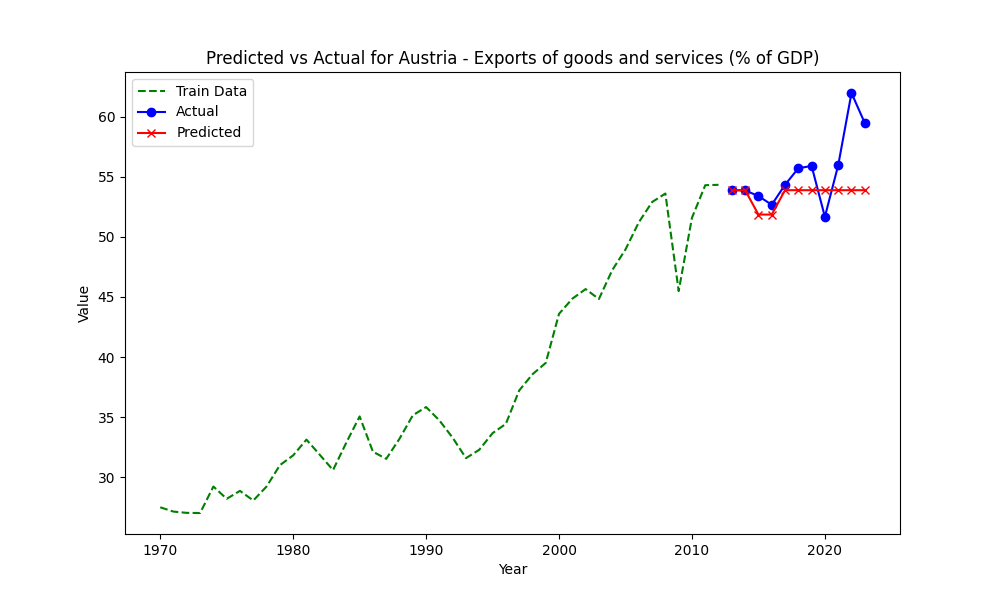 Predicted vs Actual for Austria - Exports of goods and services (% of GDP)
Train Data
Actual
Predicted
Value
60
55
50
45
40
35
30
1970 1980 1990 2000 2010 2020
Year